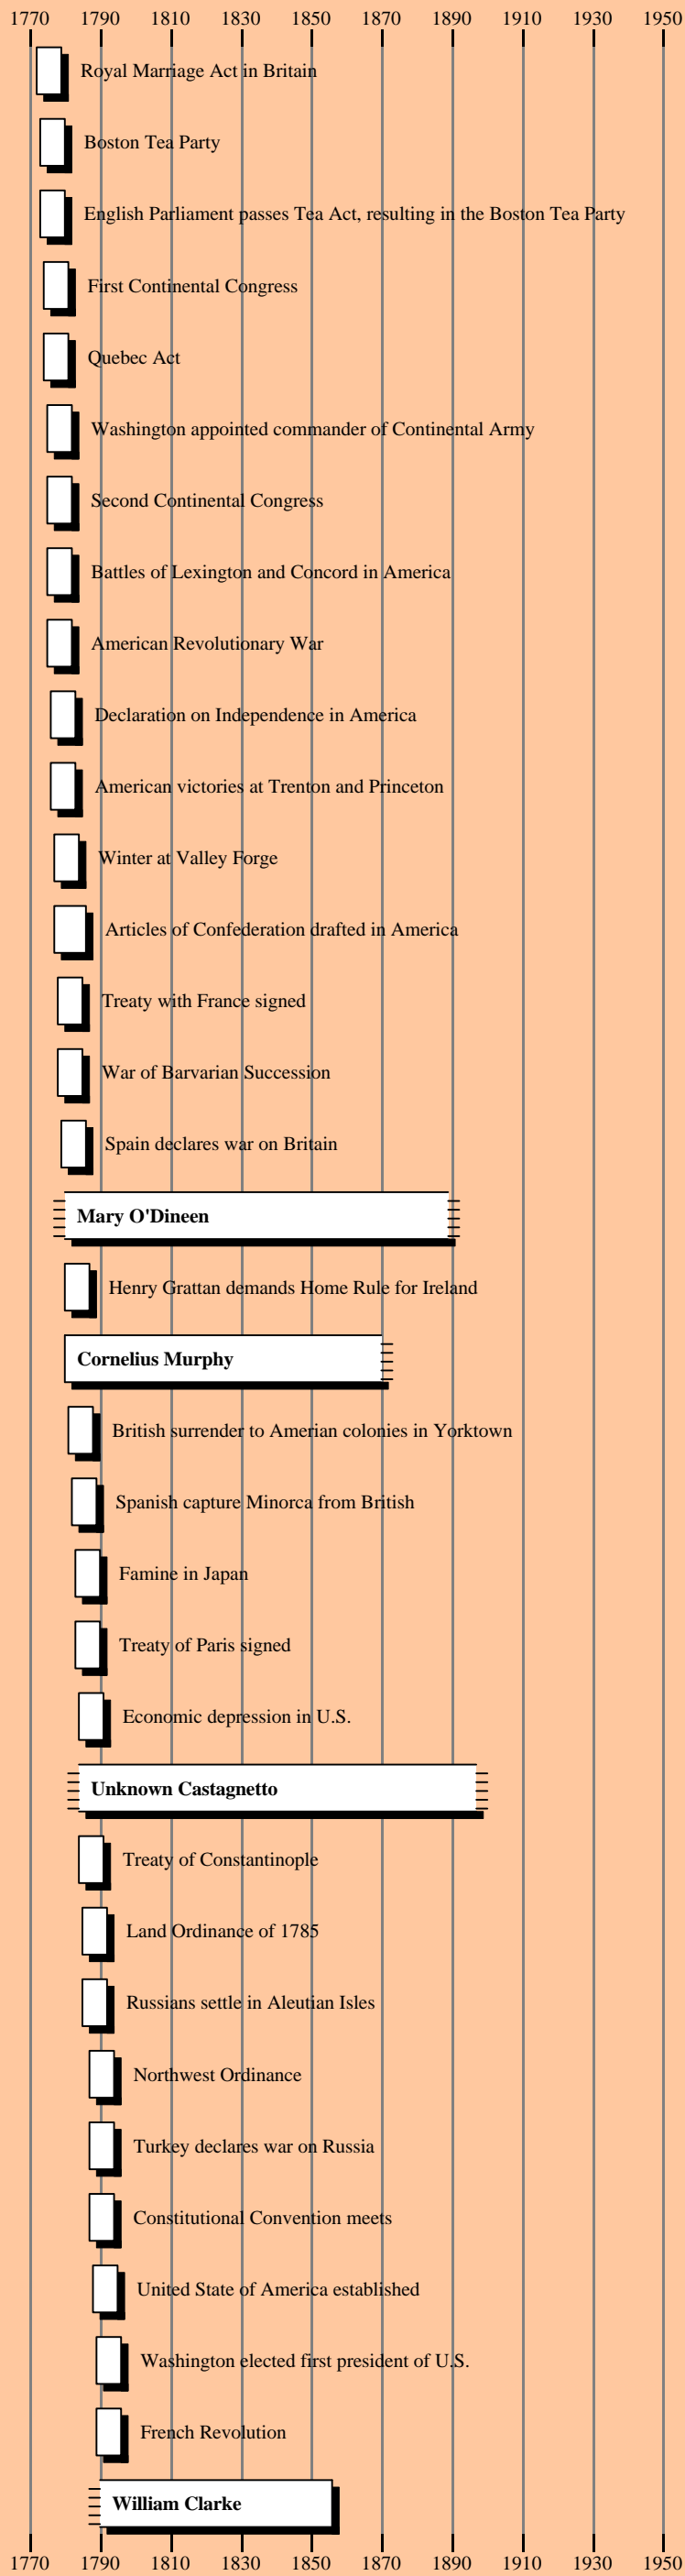 1770 1790 1810 1830 1850 1870 1890 1910 1930 1950
Royal Marriage Act in Britain
Boston Tea Party
English Parliament passes Tea Act, resulting in the Boston Tea Party
First Continental Congress
Quebec Act
Washington appointed commander of Continental Army
Second Continental Congress
Battles of Lexington and Concord in America
American Revolutionary War
Declaration on Independence in America
American victories at Trenton and Princeton
Winter at Valley Forge
Articles of Confederation drafted in America
Treaty with France signed
War of Barvarian Succession
Spain declares war on Britain
Mary O'Dineen
Henry Grattan demands Home Rule for Ireland
Cornelius Murphy
British surrender to Amerian colonies in Yorktown
Spanish capture Minorca from British
Famine in Japan
Treaty of Paris signed
Economic depression in U.S.
Unknown Castagnetto
Treaty of Constantinople
Land Ordinance of 1785
Russians settle in Aleutian Isles
Northwest Ordinance
Turkey declares war on Russia
Constitutional Convention meets
United State of America established
Washington elected first president of U.S.
French Revolution
William Clarke
1770 1790 1810 1830 1850 1870 1890 1910 1930 1950